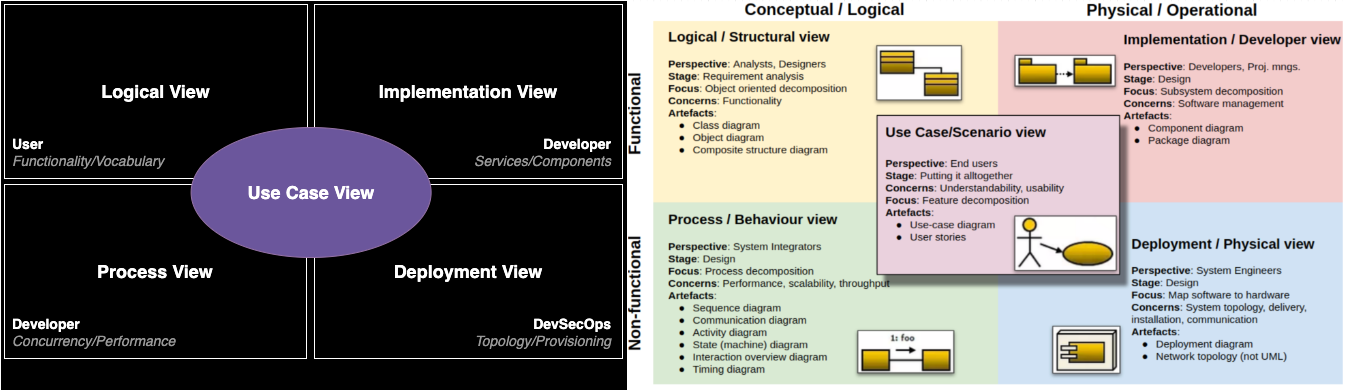 Logical View
User
Functionality/Vocabulary
Implementation View
Developer
Services/Components
Use Case View
Process View
Developer
Concurrency/Performance
Deployment View
DevSecOps
Topology/Provisioning
Conceptual / Logical
Physical / Operational
Functional
Non-functional
Logical / Structural view
Perspective: Analysts, Designers
Stage: Requirement analysis
Focus: Object oriented decomposition
Concerns: Functionality
Artefacts:
● Class diagram
● Object diagram
● Composite structure diagram
Implementation / Developer view
Perspective: Developers, Proj. mngs.
Stage: Design
Focus: Subsystem decomposition
Concerns: Software management
Artefacts:
● Component diagram
● Package diagram
Use Case/Scenario view
Perspective: End users
Stage: Putting it alltogether
Concerns: Understandability, usability
Focus: Feature decomposition
Artefacts:
● Use-case diagram
● User stories
Process / Behaviour view
Perspective: System Integrators
Stage: Design
Focus: Process decomposition
Concerns: Performance, scalability, throughput
Artefacts:
● Sequence diagram
● Communication diagram
● Activity diagram
● State (machine) diagram
● Interaction overview diagram
● Timing diagram
1: foo
Deployment / Physical view
Perspective: System Engineers
Stage: Design
Focus: Map software to hardware
Concerns: System topology, delivery,
installation, communication
Artefacts:
● Deployment diagram
● Network topology (not UML)